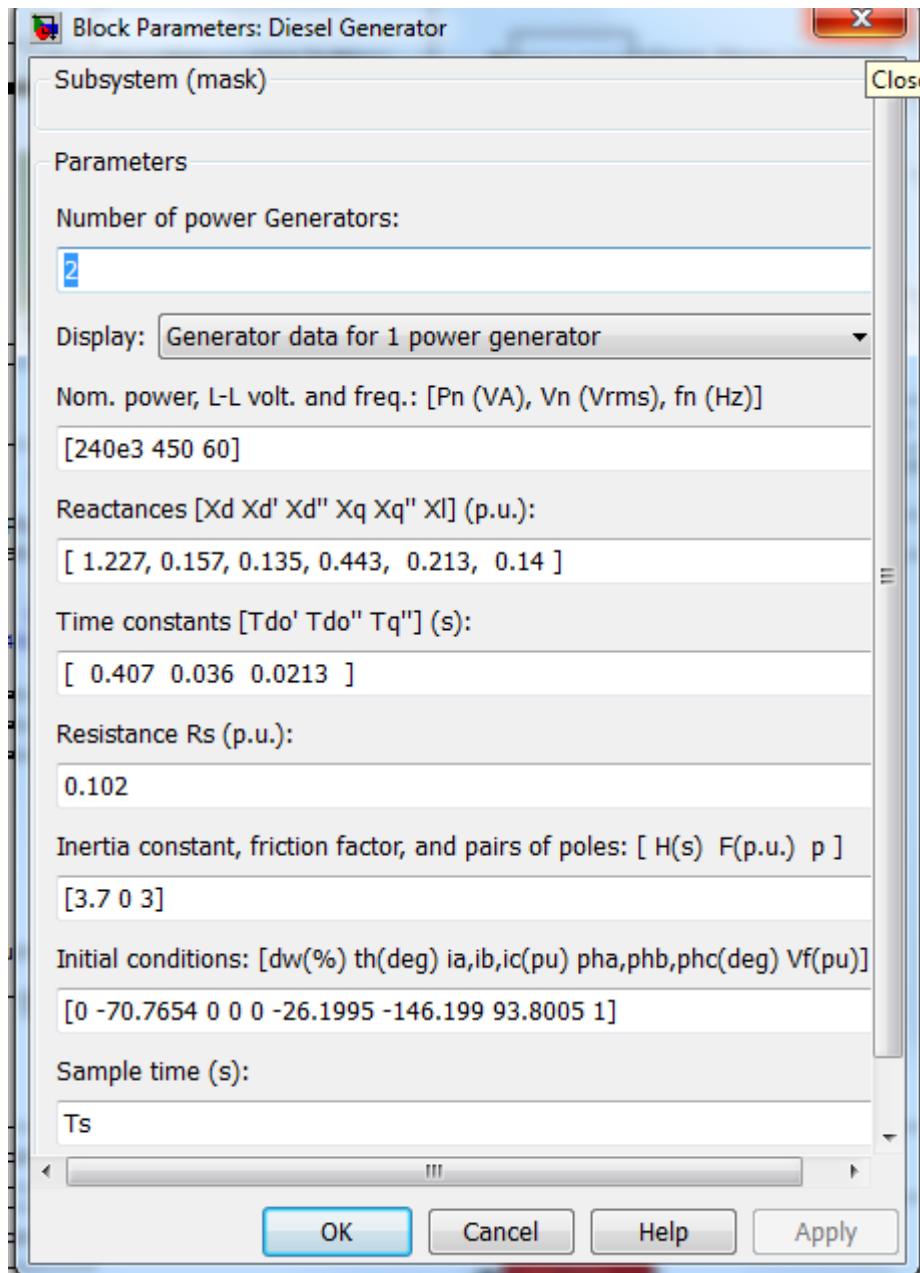 Block Parameters: Diesel Generator
Subsystem (mask)
Parameters
Number of power Generators:
2
Display: Generator data for 1 power generator
Nom. power, L-L volt. and freq.: [Pn (VA), Vn (Vrms), fn (Hz)]
[240e3 450 60]
Reactances [Xd Xd' Xd'' Xq Xq'' Xl] (p.u.):
[ 1.227, 0.157, 0.135, 0.443,  0.213,  0.14 ]
Time constants [Tdo' Tdo'' Tq''] (s):
[  0.407  0.036  0.0213  ]
Resistance Rs (p.u.):
0.102
Inertia constant, friction factor, and pairs of poles: [ H(s)  F(p.u.)  p ]
[3.7 0 3]
Initial conditions: [dw(%) th(deg) ia,ib,ic(pu) pha,phb,phc(deg) Vf(pu)]
[0 -70.7654 0 0 0 -26.1995 -146.199 93.8005 1]
Sample time (s):
Ts
OK Cancel Help Apply